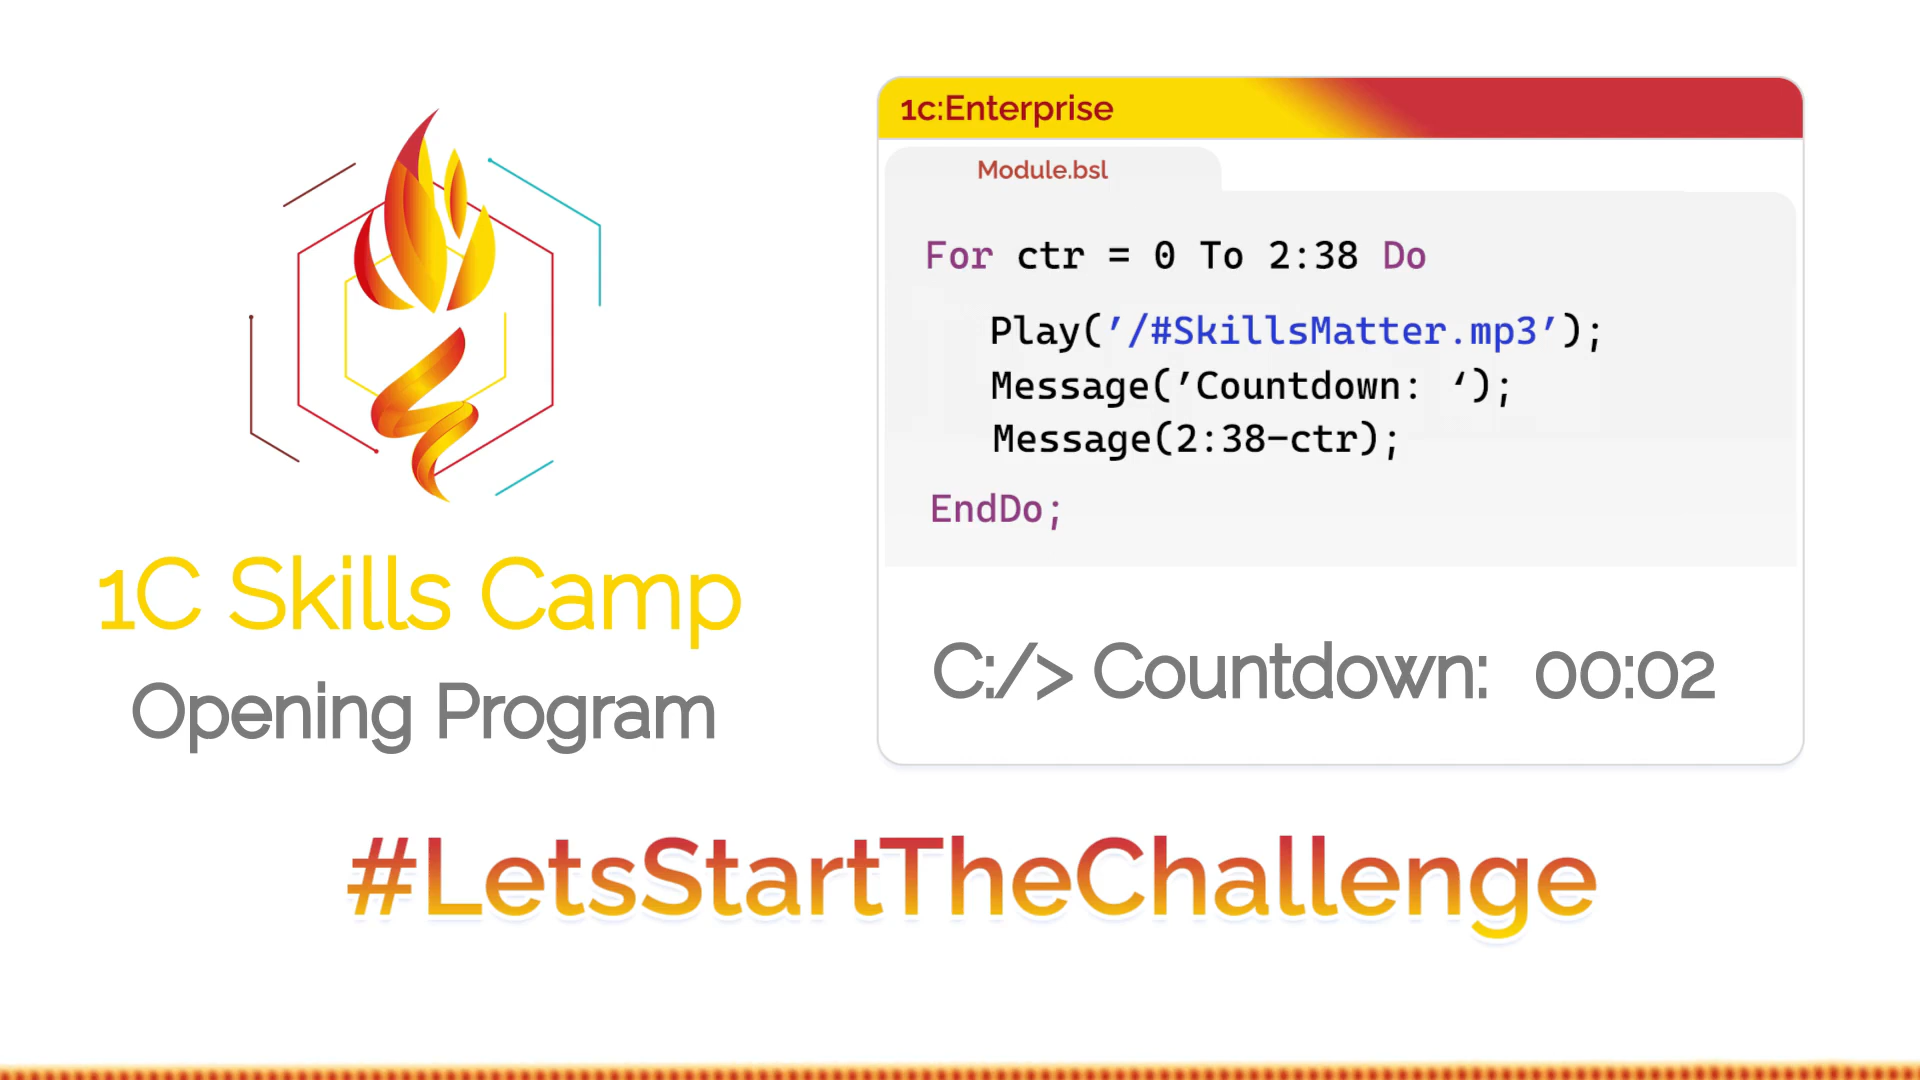 1C Skills Camp
Opening Program
1c:Enterprise
Module.bsl
For ctr = 0 To 2:38 Do
Play(’/#SkillsMatter.mp3’);
Message(’Countdown: ‘);
Message(2:38−ctr);
EndDo;
C:/> Countdown: 00:02
#LetsStartTheChallenge